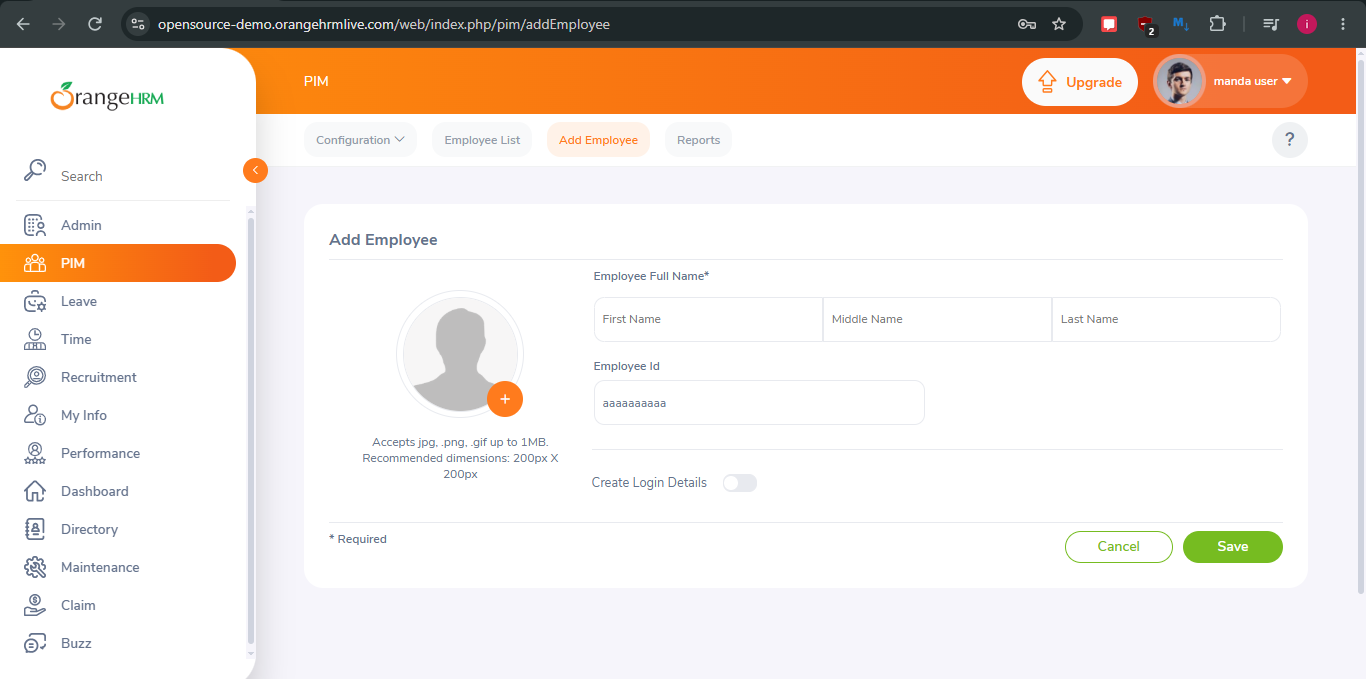 opensource-demo.orangehrmlive.com/web/index.php/pim/addEmployee
2
M↓
i
OrangeHRM
PIM
Upgrade
manda user
Configuration
Employee List
Add Employee
Reports
?
Search
Admin
PIM
Leave
Time
Recruitment
My Info
Performance
Dashboard
Directory
Maintenance
Claim
Buzz
Add Employee
Employee Full Name*
First Name
Middle Name
Last Name
Employee Id
aaaaaaaaaa
+
Accepts jpg, .png, .gif up to 1MB.
Recommended dimensions: 200px X
200px
Create Login Details
* Required
Cancel
Save